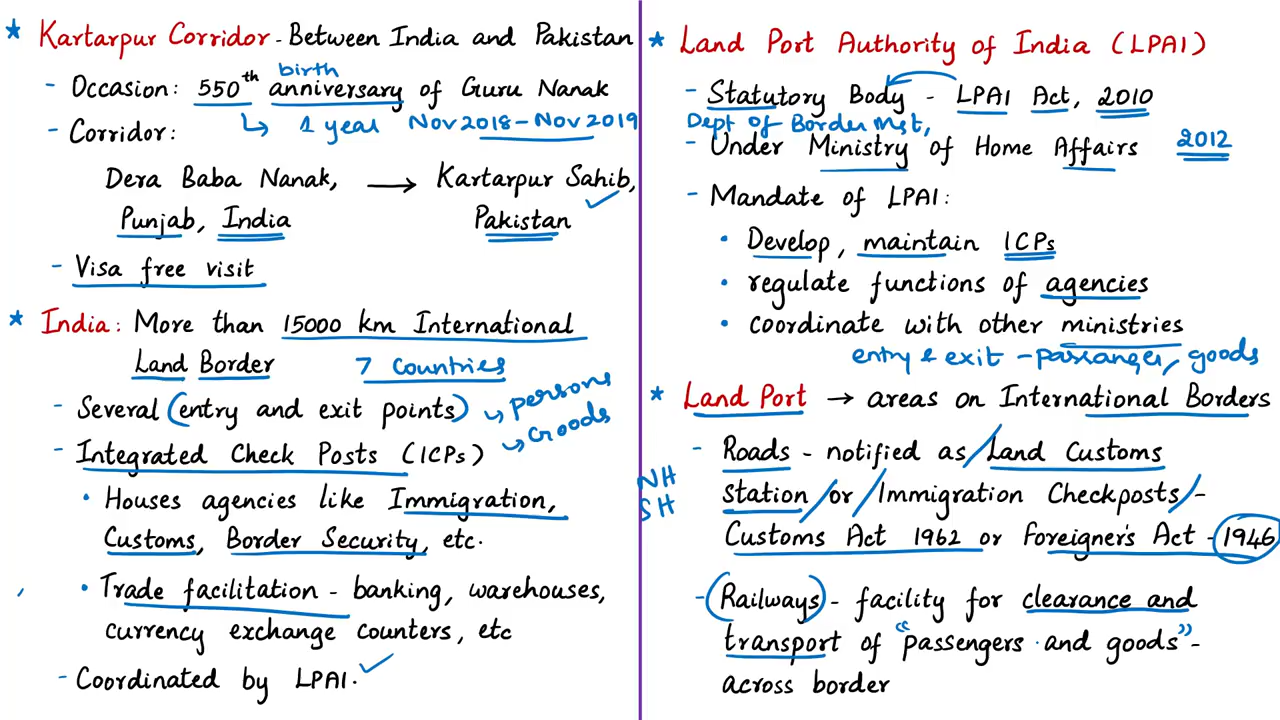 * Kartarpur Corridor - Between India and Pakistan
birth
- Occasion: 550th anniversary of Guru Nanak
↳ 1 year Nov 2018 - Nov 2019
- Corridor:
Dera Baba Nanak, → Kartarpur Sahib,
Punjab, India Pakistan
- Visa free visit
* India: More than 15000 km International
Land Border 7 Countries
- Several (entry and exit points) ↳ persons
↳ Goods
- Integrated Check Posts (ICPs)
• Houses agencies like Immigration,
Customs, Border Security, etc.
• Trade facilitation - banking, warehouses,
currency exchange counters, etc
- Coordinated by LPAI.
* Land Port Authority of India (LPAI)
- Statutory Body - LPAI Act, 2010
Dept of Border Mgt,
- Under Ministry of Home Affairs 2012
- Mandate of LPAI:
• Develop, maintain ICPs
• regulate functions of agencies
• coordinate with other ministries
entry & exit - passanger, goods
* Land Port → areas on International Borders
- Roads - notified as Land Customs
NH
Station or Immigration Checkposts -
SH
Customs Act 1962 or Foreigner's Act - 1946
- (Railways) - facility for clearance and
transport of "passengers and goods" -
across border